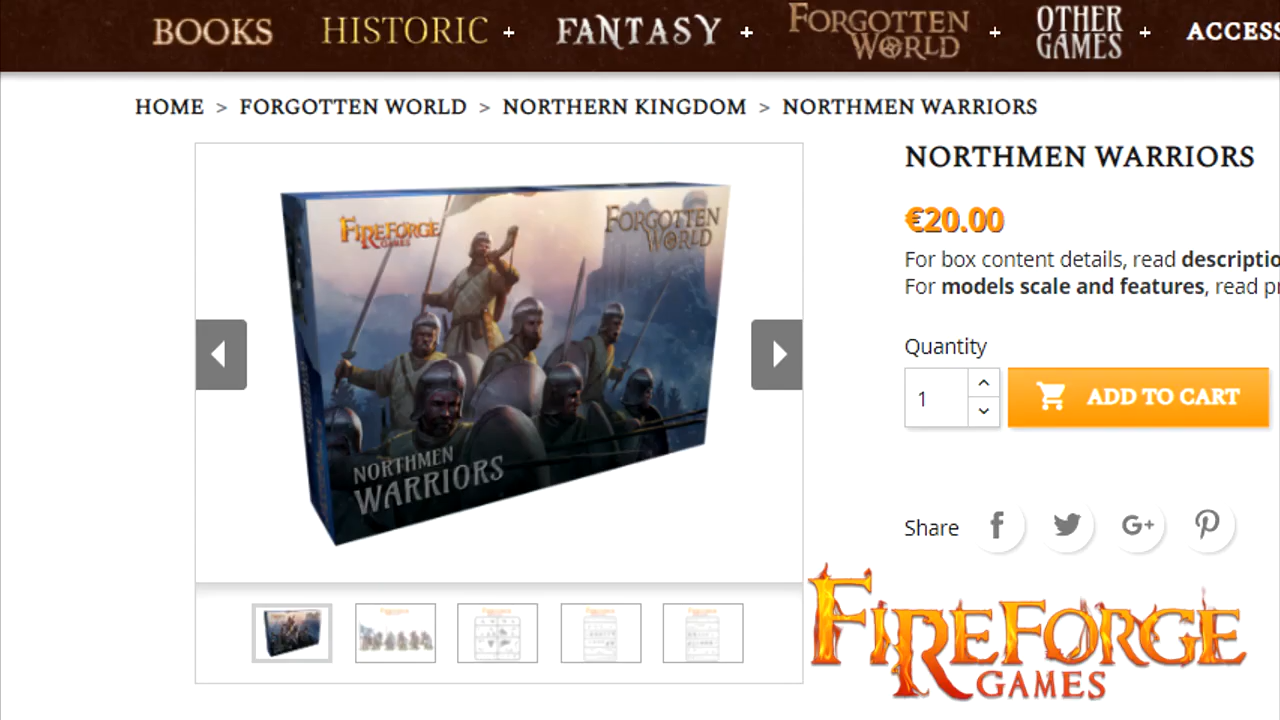 BOOKS HISTORIC + FANTASY + FORGOTTEN WORLD + OTHER GAMES + ACCESS
HOME > FORGOTTEN WORLD > NORTHERN KINGDOM > NORTHMEN WARRIORS
FIREFORGE
GAMES
FORGOTTEN
WORLD
NORTHMEN
WARRIORS
NORTHMEN WARRIORS
€20.00
For box content details, read descriptio
For models scale and features, read pr
Quantity
1
ADD TO CART
Share
FIREFORGE
GAMES